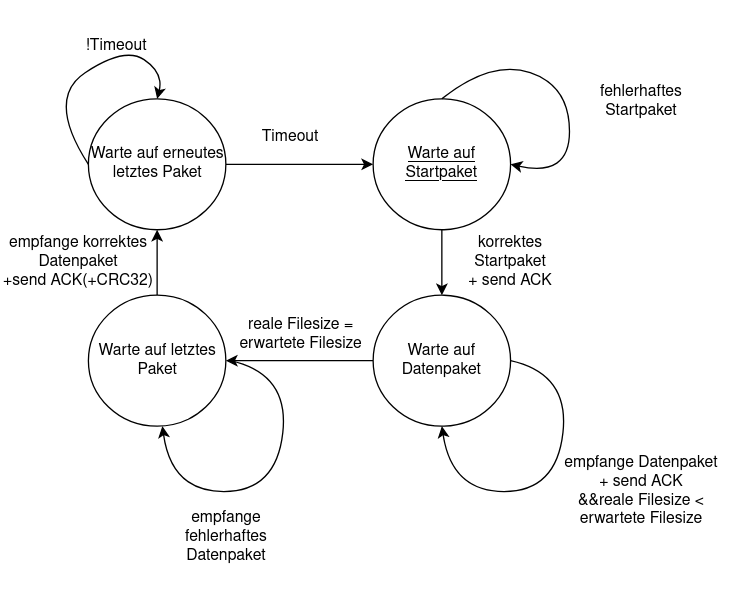 !Timeout
fehlerhaftes
Startpaket
Timeout
Warte auf erneutes
letztes Paket
Warte auf
Startpaket
empfange korrektes
Datenpaket
+send ACK(+CRC32)
korrektes
Startpaket
+ send ACK
reale Filesize =
erwartete Filesize
Warte auf letztes
Paket
Warte auf
Datenpaket
empfange Datenpaket
+ send ACK
&&reale Filesize <
erwartete Filesize
empfange
fehlerhaftes
Datenpaket